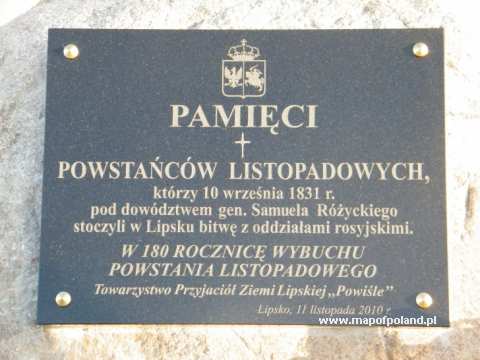 PAMIĘCI
POWSTAŃCÓW LISTOPADOWYCH,
którzy 10 września 1831 r.
pod dowództwem gen. Samuela Różyckiego
stoczyli w Lipsku bitwę z oddziałami rosyjskimi.
W 180 ROCZNICĘ WYBUCHU
POWSTANIA LISTOPADOWEGO
Towarzystwo Przyjaciół Ziemi Lipskiej „Powiśle”
Lipsko, 11 listopada 2010 r.
www.mapofpoland.pl